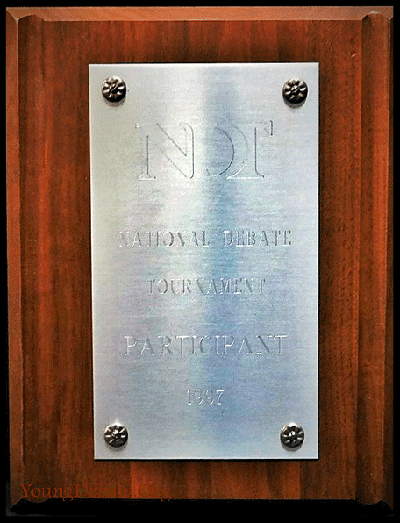 NDT
NATIONAL DEBATE
TOURNAMENT
PARTICIPANT
1997